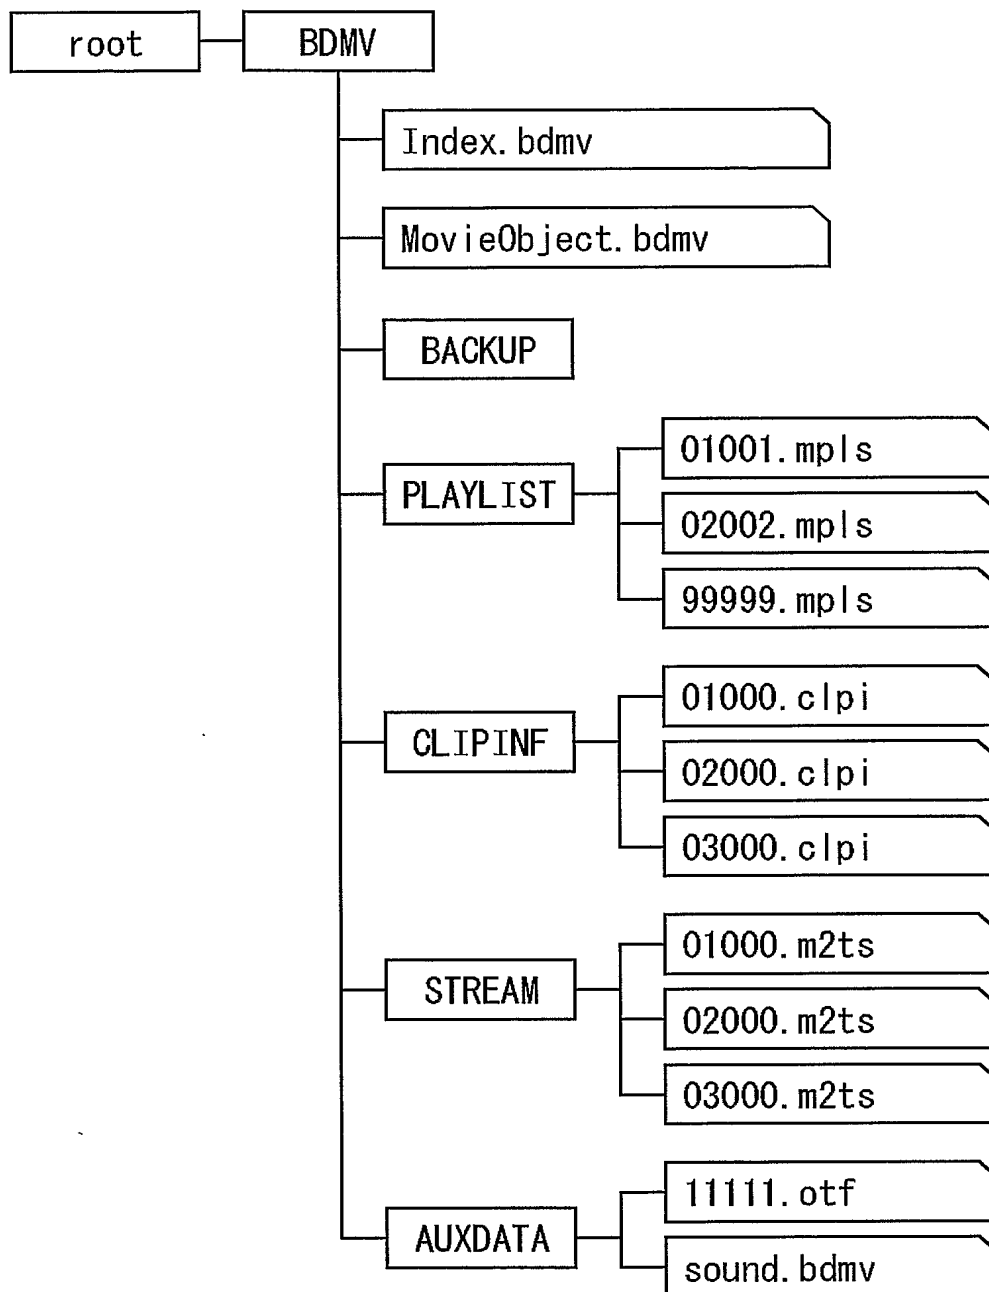 root
BDMV
Index.bdmv
MovieObject.bdmv
BACKUP
PLAYLIST
01001.mpls
02002.mpls
99999.mpls
CLIPINF
01000.clpi
02000.clpi
03000.clpi
STREAM
01000.m2ts
02000.m2ts
03000.m2ts
AUXDATA
11111.otf
sound.bdmv